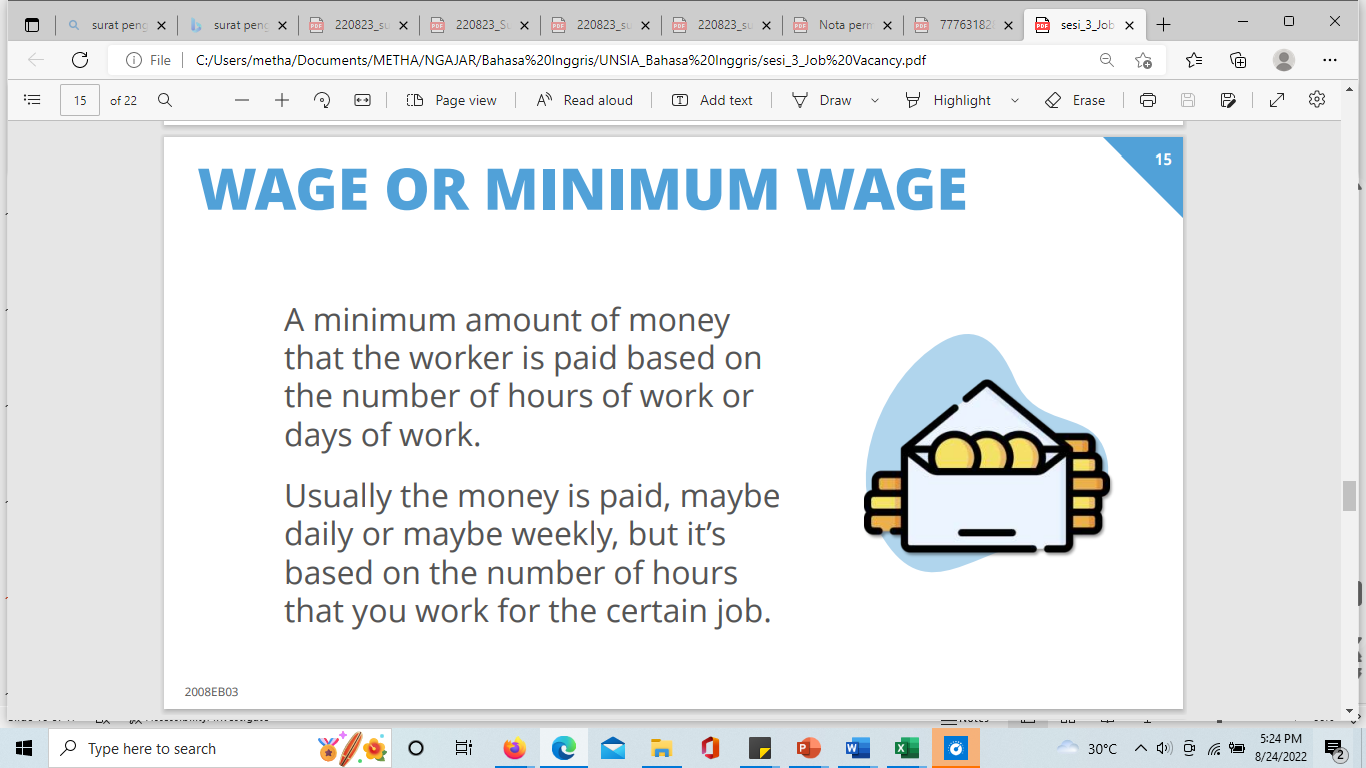 surat peng
surat peng
220823_su
220823_Su
220823_su
220823_su
Nota perm
77763182
sesi_3_Job
File
C:/Users/metha/Documents/METHA/NGAJAR/Bahasa%20Inggris/UNSIA_Bahasa%20Inggris/sesi_3_Job%20Vacancy.pdf
15 of 22
Page view
Read aloud
Add text
Draw
Highlight
Erase
15
WAGE OR MINIMUM WAGE
A minimum amount of money
that the worker is paid based on
the number of hours of work or
days of work.
Usually the money is paid, maybe
daily or maybe weekly, but it's
based on the number of hours
that you work for the certain job.
2008EB03
Type here to search
30°C
5:24 PM
8/24/2022
2